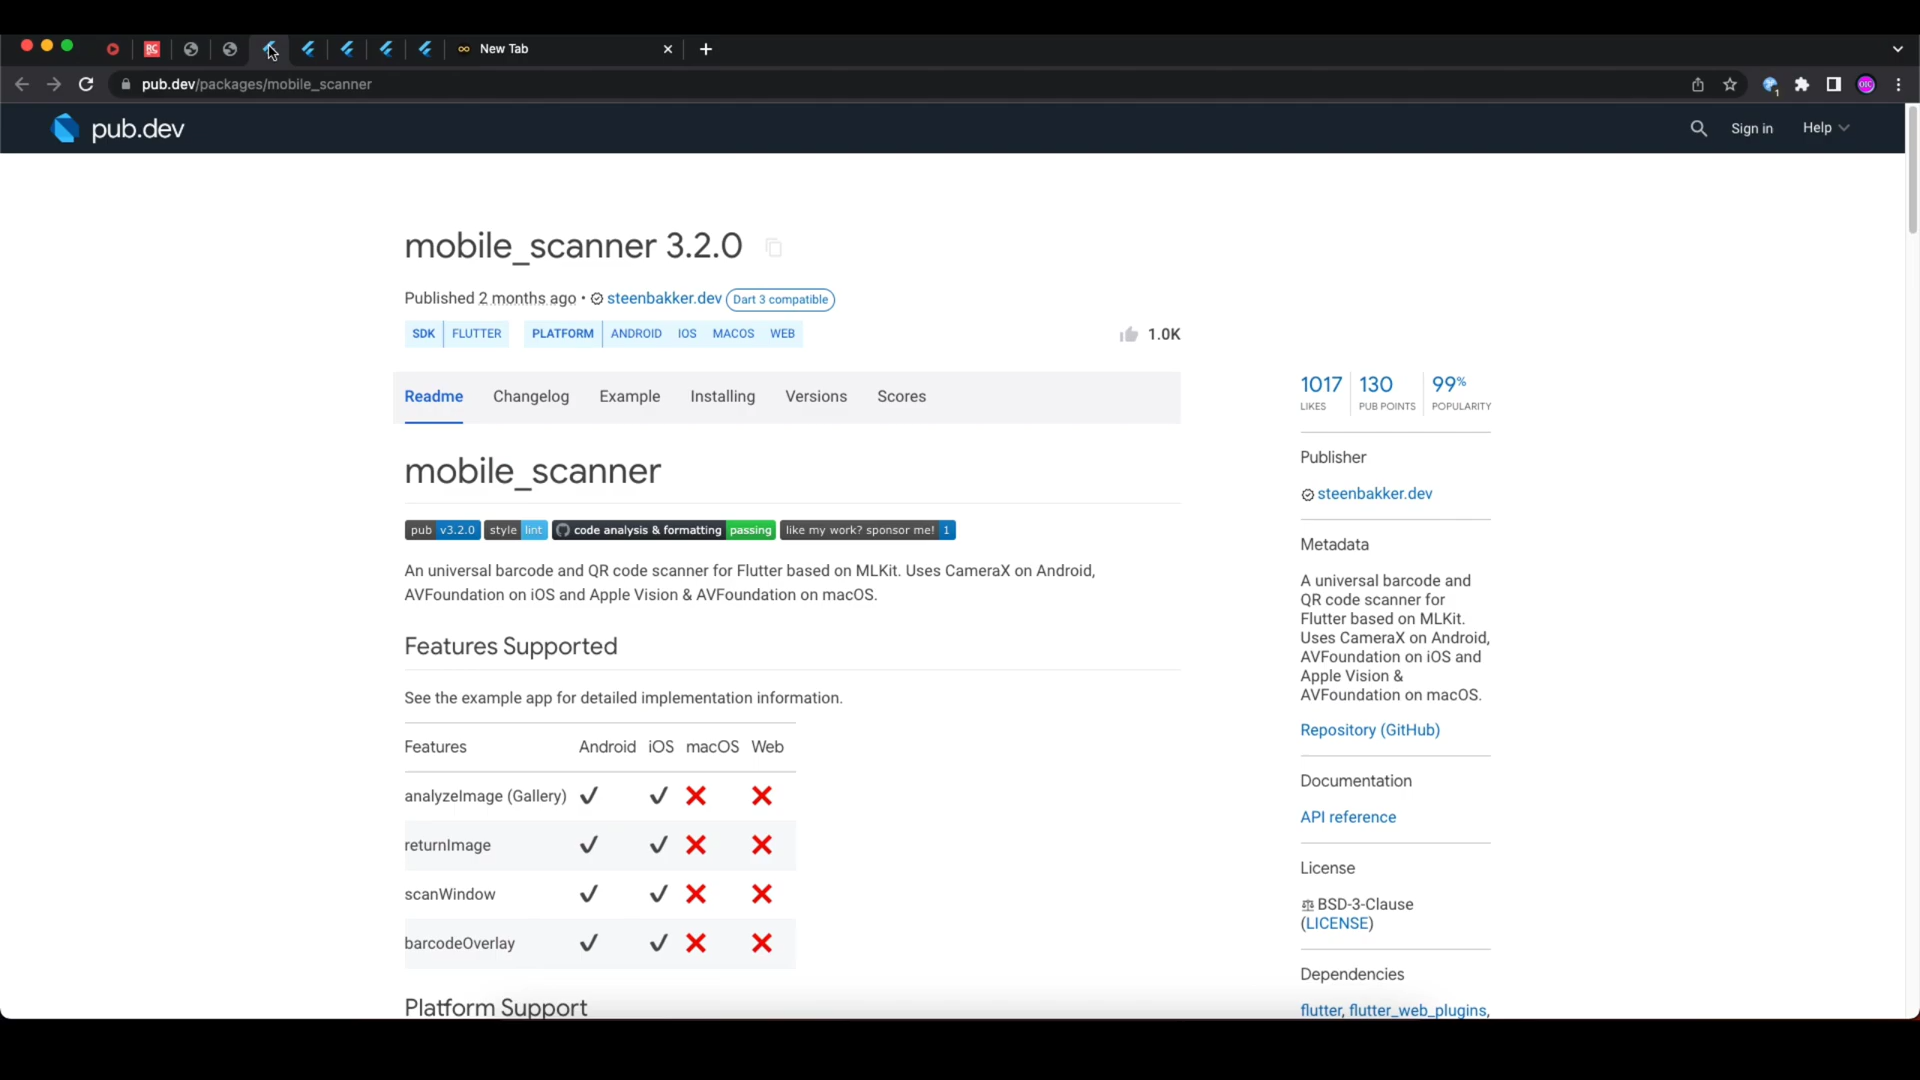 New Tab
pub.dev/packages/mobile_scanner
pub.dev
Sign in
Help
mobile_scanner 3.2.0
Published 2 months ago • steenbakker.dev Dart 3 compatible
SDK FLUTTER PLATFORM ANDROID IOS MACOS WEB
1.0K
Readme Changelog Example Installing Versions Scores
mobile_scanner
pub v3.2.0 style lint code analysis & formatting passing like my work? sponsor me! 1
An universal barcode and QR code scanner for Flutter based on MLKit. Uses CameraX on Android,
AVFoundation on iOS and Apple Vision & AVFoundation on macOS.
Features Supported
See the example app for detailed implementation information.
Features Android iOS macOS Web
analyzeImage (Gallery) ✔ ✔ ❌ ❌
returnImage ✔ ✔ ❌ ❌
scanWindow ✔ ✔ ❌ ❌
barcodeOverlay ✔ ✔ ❌ ❌
Platform Support
1017 130 99%
LIKES PUB POINTS POPULARITY
Publisher
steenbakker.dev
Metadata
A universal barcode and
QR code scanner for
Flutter based on MLKit.
Uses CameraX on Android,
AVFoundation on iOS and
Apple Vision &
AVFoundation on macOS.
Repository (GitHub)
Documentation
API reference
License
BSD-3-Clause
(LICENSE)
Dependencies
flutter, flutter_web_plugins,